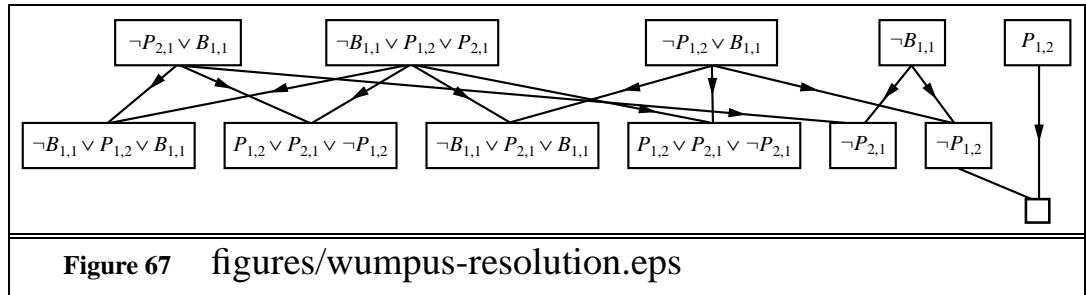 ¬P2,1 ∨ B1,1 ¬B1,1 ∨ P1,2 ∨ P2,1 ¬P1,2 ∨ B1,1 ¬B1,1 P1,2
¬B1,1 ∨ P1,2 ∨ B1,1 P1,2 ∨ P2,1 ∨ ¬P1,2 ¬B1,1 ∨ P2,1 ∨ B1,1 P1,2 ∨ P2,1 ∨ ¬P2,1 ¬P2,1 ¬P1,2
Figure 67 figures/wumpus-resolution.eps